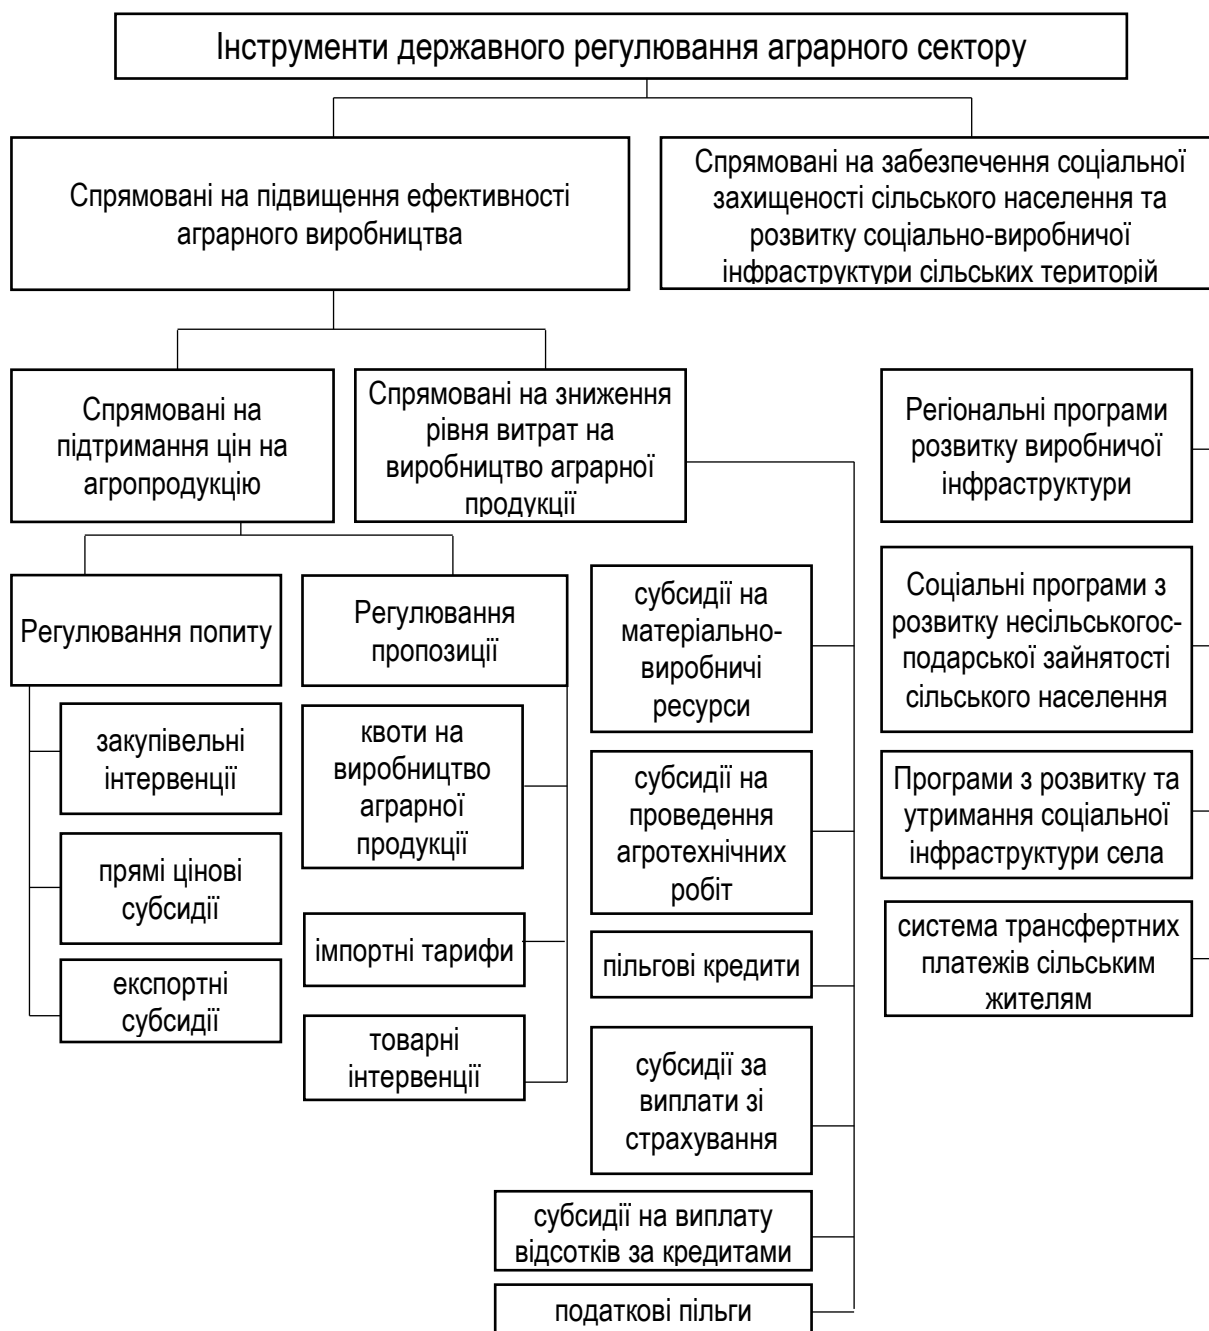 Інструменти державного регулювання аграрного сектору
Спрямовані на підвищення ефективності
аграрного виробництва
Спрямовані на забезпечення соціальної
захищеності сільського населення та
розвитку соціально-виробничої
інфраструктури сільських територій
Спрямовані на
підтримання цін на
агропродукцію
Спрямовані на зниження
рівня витрат на
виробництво аграрної
продукції
Регіональні програми
розвитку виробничої
інфраструктури
Регулювання попиту
Регулювання
пропозиції
субсидії на
матеріально-
виробничі
ресурси
Соціальні програми з
розвитку несільськогос-
подарської зайнятості
сільського населення
закупівельні
інтервенції
квоти на
виробництво
аграрної
продукції
субсидії на
проведення
агротехнічних
робіт
Програми з розвитку та
утримання соціальної
інфраструктури села
прямі цінові
субсидії
імпортні тарифи
пільгові кредити
система трансфертних
платежів сільським
жителям
експортні
субсидії
товарні
інтервенції
субсидії за
виплати зі
страхування
субсидії на виплату
відсотків за кредитами
податкові пільги